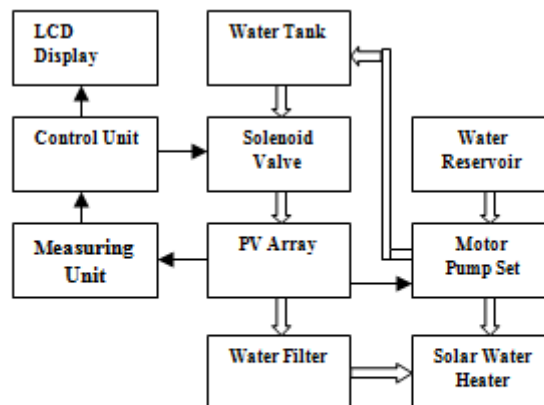 LCD
Display
Water Tank
Control Unit
Solenoid
Valve
Water
Reservoir
Measuring
Unit
PV Array
Motor
Pump Set
Water Filter
Solar Water
Heater